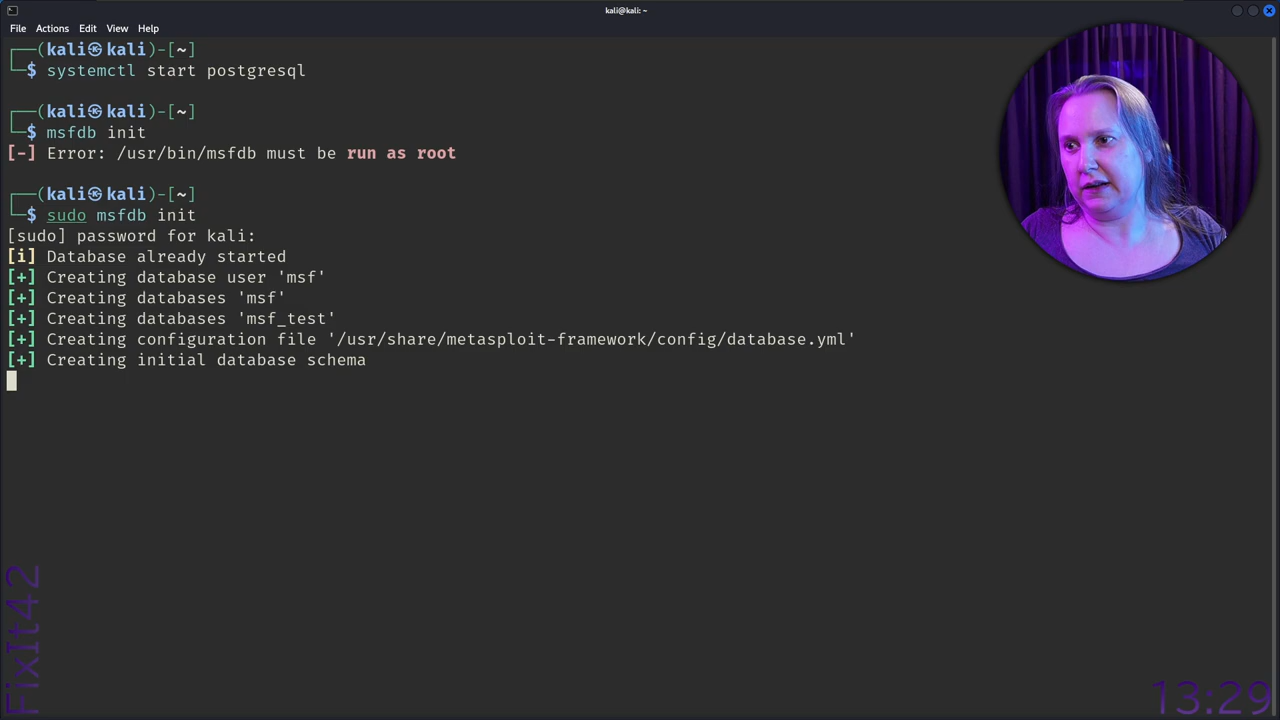 kali@kali: ~
File Actions Edit View Help
┌──(kali㉿kali)-[~]
└─$ systemctl start postgresql
┌──(kali㉿kali)-[~]
└─$ msfdb init
[-] Error: /usr/bin/msfdb must be run as root
┌──(kali㉿kali)-[~]
└─$ sudo msfdb init
[sudo] password for kali:
[i] Database already started
[+] Creating database user 'msf'
[+] Creating databases 'msf'
[+] Creating databases 'msf_test'
[+] Creating configuration file '/usr/share/metasploit-framework/config/database.yml'
[+] Creating initial database schema
FixIt42
13:29